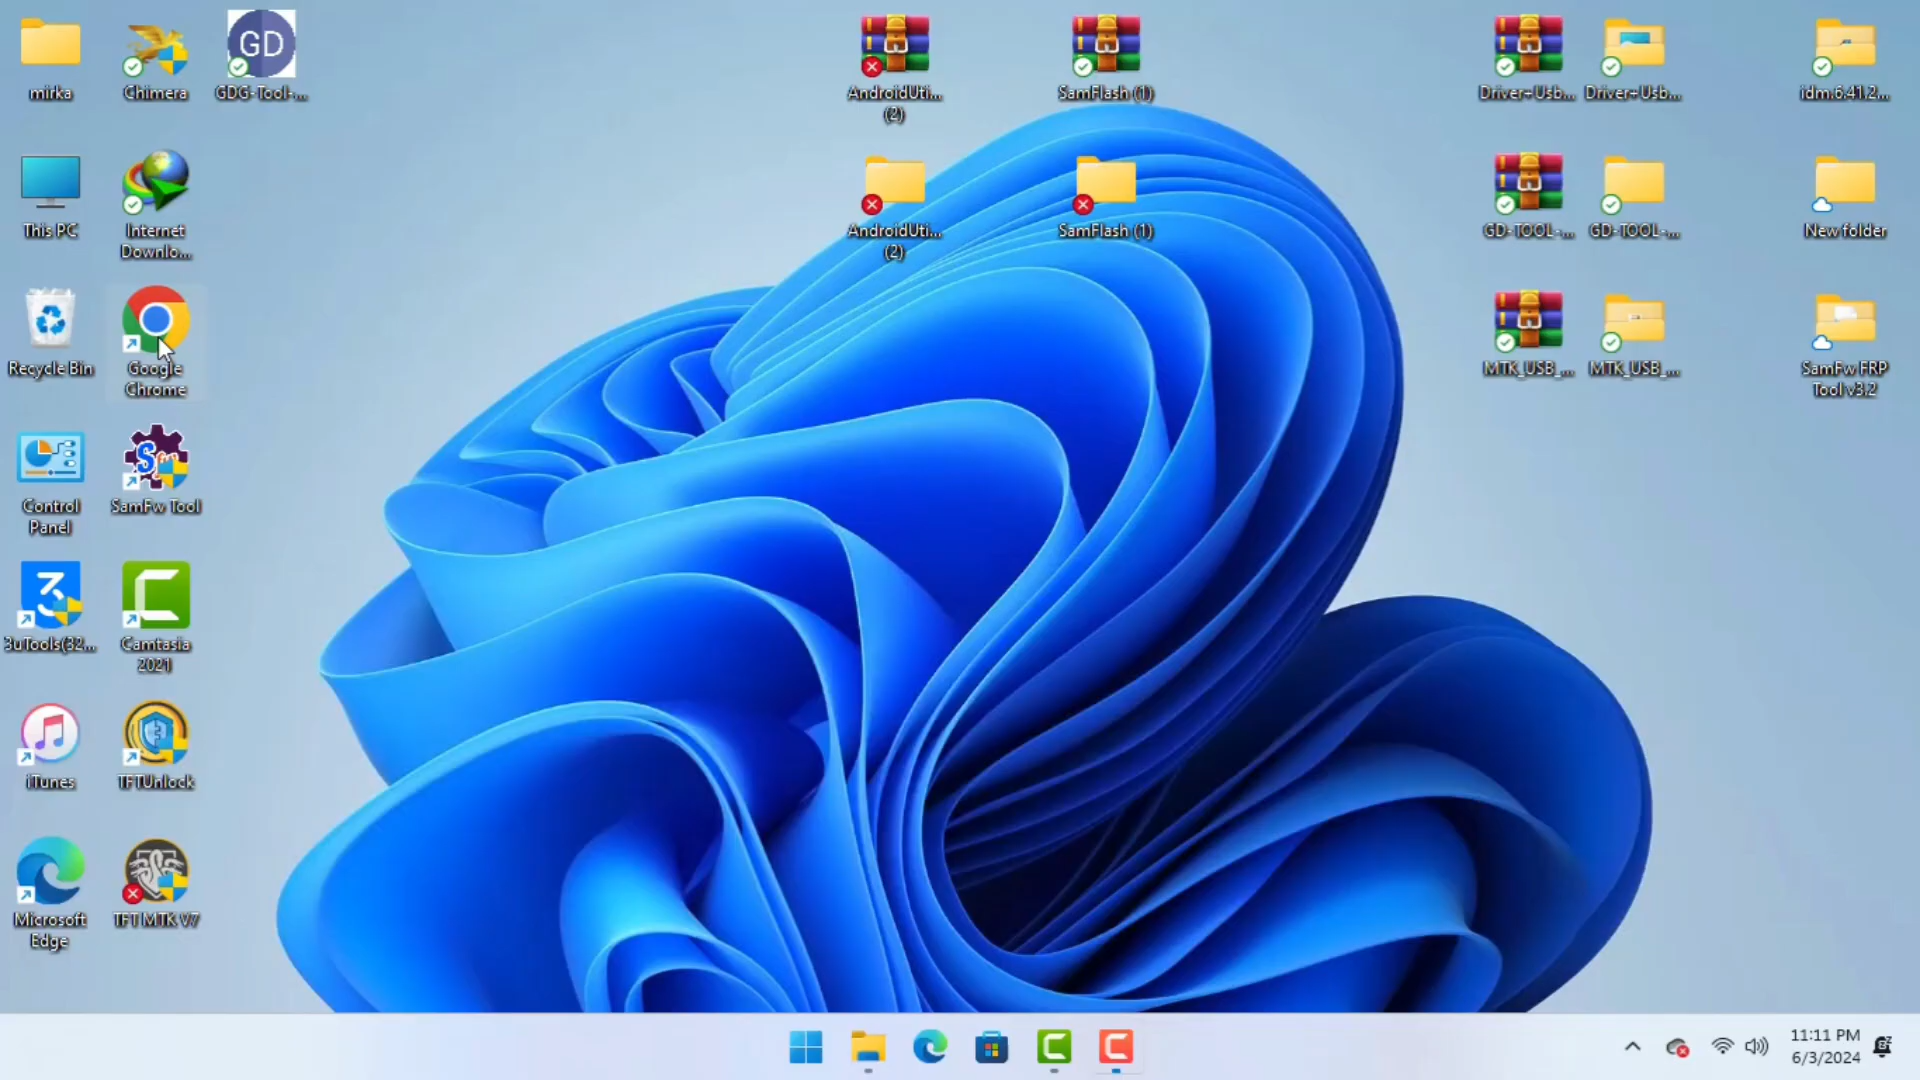 mirka
Chimera
GD
GDG-Tool-...
AndroidUti...
(2)
SamFlash (1)
Driver+Usb...
Driver+Usb...
idm.6.41.2...
This PC
Internet
Downlo...
AndroidUti...
(2)
SamFlash (1)
GD-TOOL-...
GD-TOOL-...
New folder
Recycle Bin
Google
Chrome
MTK_USB_...
MTK_USB_...
SamFw FRP
Tool v3.2
Control
Panel
SamFw Tool
3uTools(32...
Camtasia
2021
iTunes
TFTUnlock
Microsoft
Edge
TFT MTK V7
11:11 PM
6/3/2024